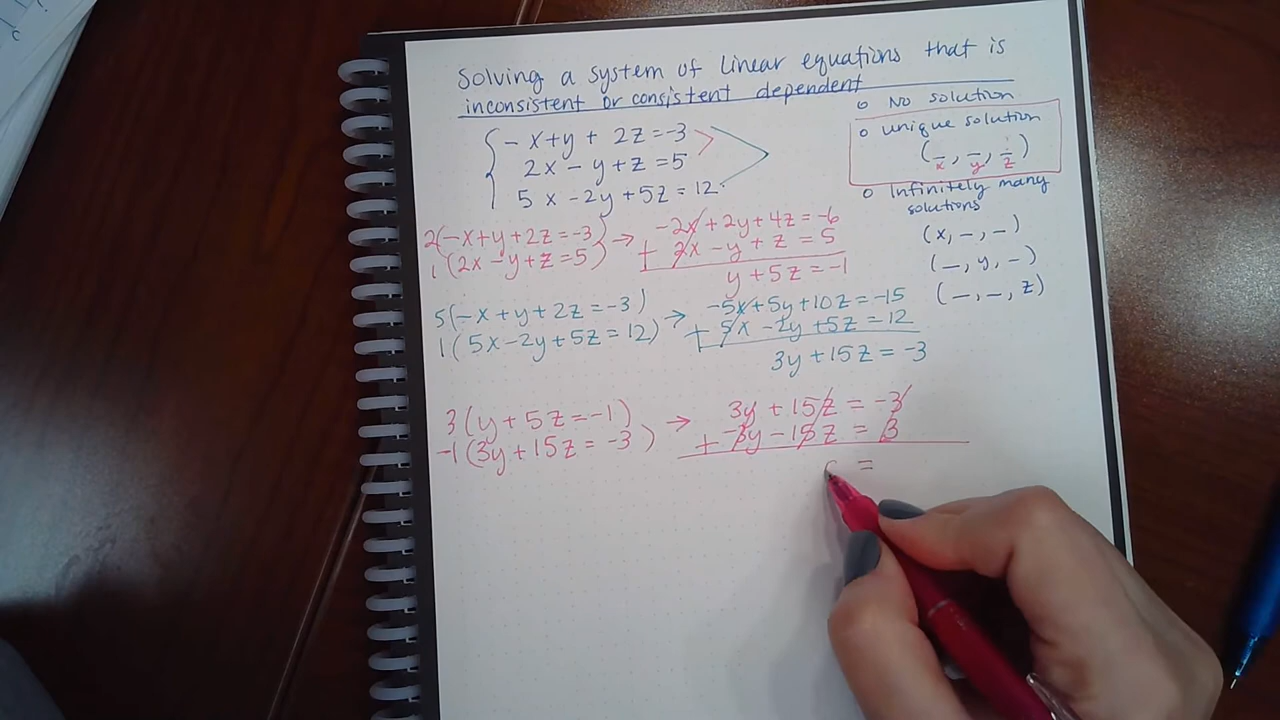 c
Solving a system of linear equations that is
inconsistent or consistent dependent
-x+y+2z=-3
2x-y+z=5
5x-2y+5z=12
o No solution
o unique solution
(_, _, _)
x y z
o Infinitely many
solutions
(x, _, _)
(_, y, _)
(_, _, z)
2(-x+y+2z=-3) → -2x+2y+4z=-6
1(2x-y+z=5) + 2x-y+z=5
y+5z=-1
5(-x+y+2z=-3) → -5x+5y+10z=-15
1(5x-2y+5z=12) + 5x-2y+5z=12
3y+15z=-3
3(y+5z=-1) → 3y+15z=-3
-1(3y+15z=-3) + -3y-15z=3
=